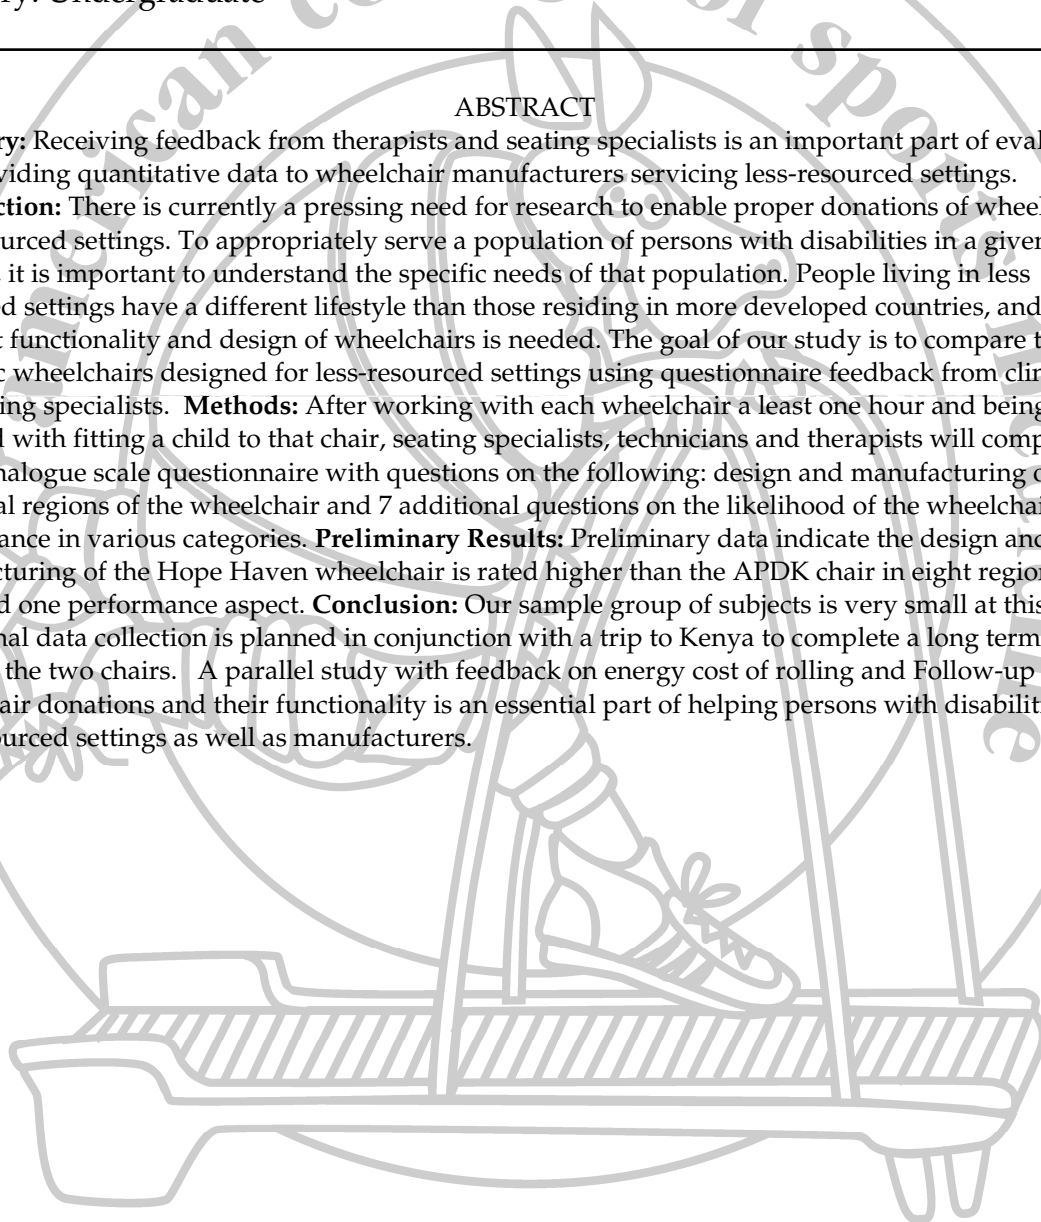 ry: Undergraduate
ABSTRACT
ry: Receiving feedback from therapists and seating specialists is an important part of eval
viding quantitative data to wheelchair manufacturers servicing less-resourced settings.
ction: There is currently a pressing need for research to enable proper donations of wheel
urced settings. To appropriately serve a population of persons with disabilities in a given
, it is important to understand the specific needs of that population. People living in less
d settings have a different lifestyle than those residing in more developed countries, and
t functionality and design of wheelchairs is needed. The goal of our study is to compare t
c wheelchairs designed for less-resourced settings using questionnaire feedback from clin
ing specialists. Methods: After working with each wheelchair a least one hour and being
l with fitting a child to that chair, seating specialists, technicians and therapists will comp
nalogue scale questionnaire with questions on the following: design and manufacturing o
al regions of the wheelchair and 7 additional questions on the likelihood of the wheelchai
ance in various categories. Preliminary Results: Preliminary data indicate the design and
cturing of the Hope Haven wheelchair is rated higher than the APDK chair in eight region
d one performance aspect. Conclusion: Our sample group of subjects is very small at this
nal data collection is planned in conjunction with a trip to Kenya to complete a long term
the two chairs. A parallel study with feedback on energy cost of rolling and Follow-up
air donations and their functionality is an essential part of helping persons with disabiliti
ourced settings as well as manufacturers.
american co
of sports medicine